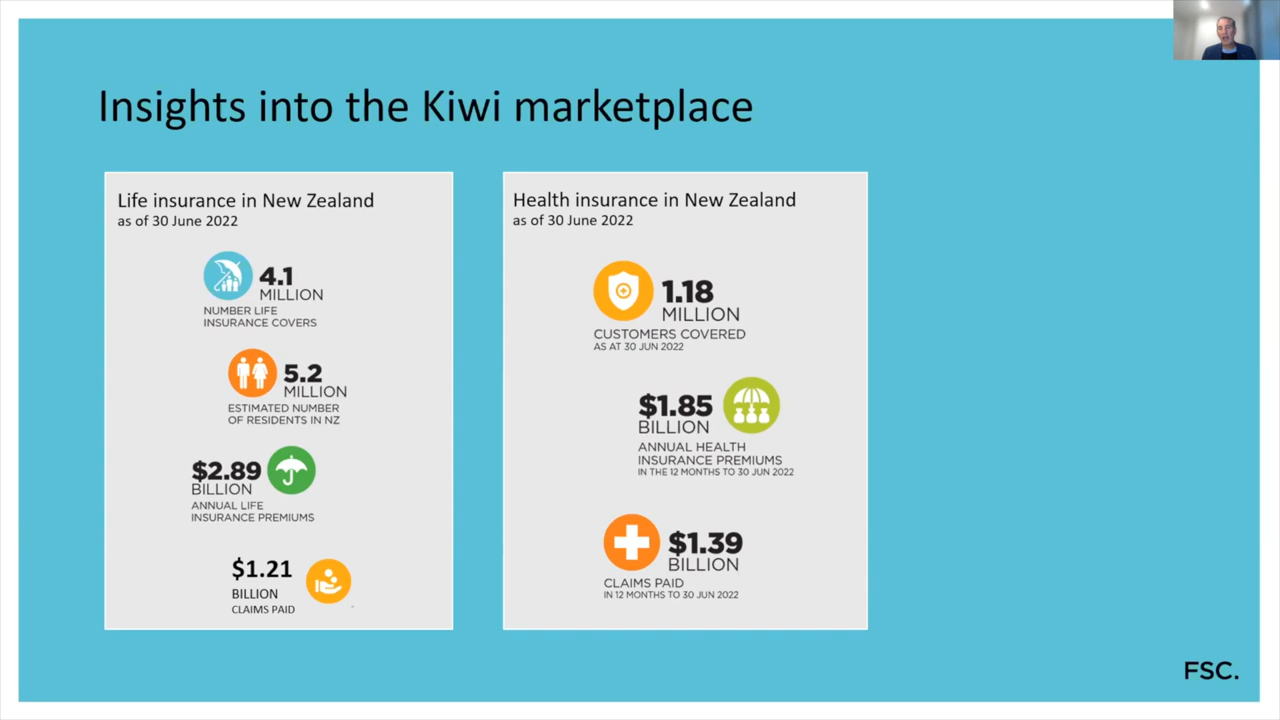 Insights into the Kiwi marketplace
Life insurance in New Zealand
as of 30 June 2022
4.1
MILLION
NUMBER LIFE
INSURANCE COVERS
5.2
MILLION
ESTIMATED NUMBER
OF RESIDENTS IN NZ
$2.89
BILLION
ANNUAL LIFE
INSURANCE PREMIUMS
$1.21
BILLION
CLAIMS PAID
Health insurance in New Zealand
as of 30 June 2022
1.18
MILLION
CUSTOMERS COVERED
AS AT 30 JUN 2022
$1.85
BILLION
ANNUAL HEALTH
INSURANCE PREMIUMS
IN THE 12 MONTHS TO 30 JUN 2022
$1.39
BILLION
CLAIMS PAID
IN 12 MONTHS TO 30 JUN 2022
FSC.